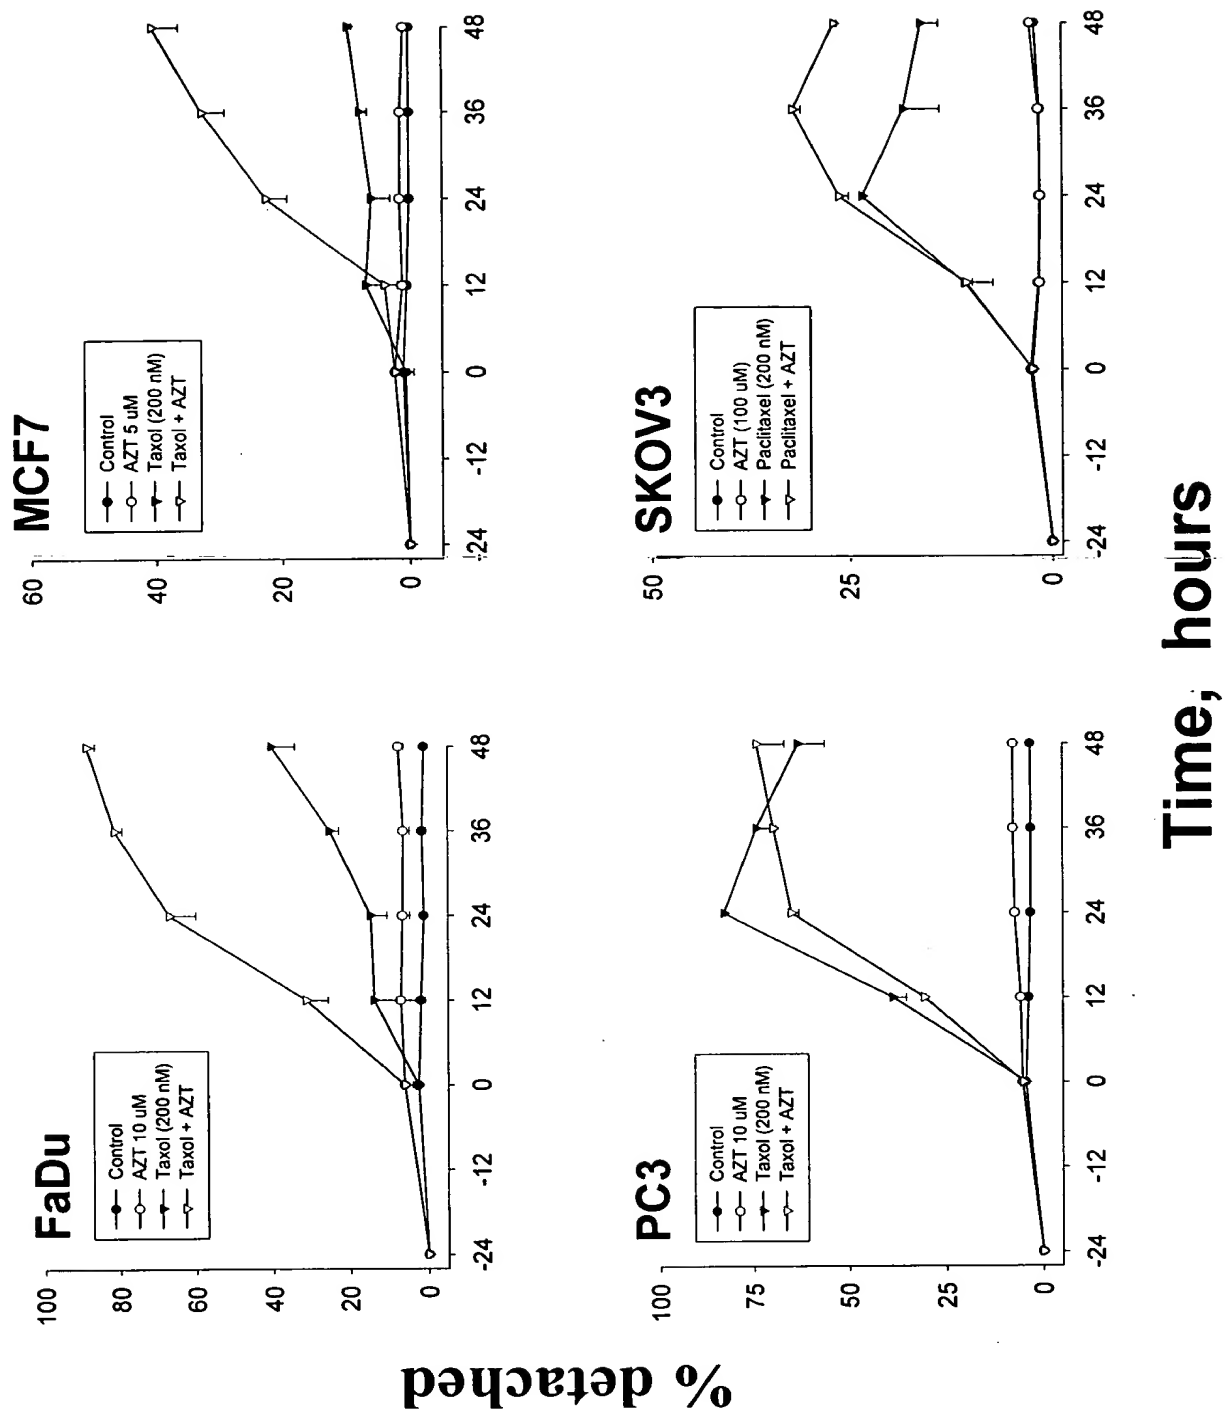 FaDu
Control
AZT 10 uM
Taxol (200 nM)
Taxol + AZT
100
80
60
40
20
0
-24
-12
0
12
24
36
48
MCF7
Control
AZT 5 uM
Taxol (200 nM)
Taxol + AZT
60
40
20
0
-24
-12
0
12
24
36
48
PC3
Control
AZT 10 uM
Taxol (200 nM)
Taxol + AZT
100
75
50
25
0
-24
-12
0
12
24
36
48
SKOV3
Control
AZT (100 uM)
Paclitaxel (200 nM)
Paclitaxel + AZT
50
25
0
-24
-12
0
12
24
36
48
% detached
Time, hours